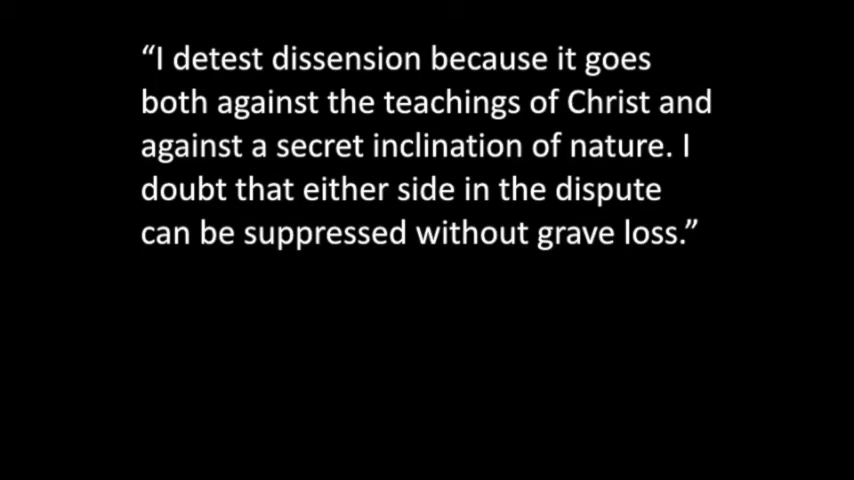 “I detest dissension because it goes
both against the teachings of Christ and
against a secret inclination of nature. I
doubt that either side in the dispute
can be suppressed without grave loss.”